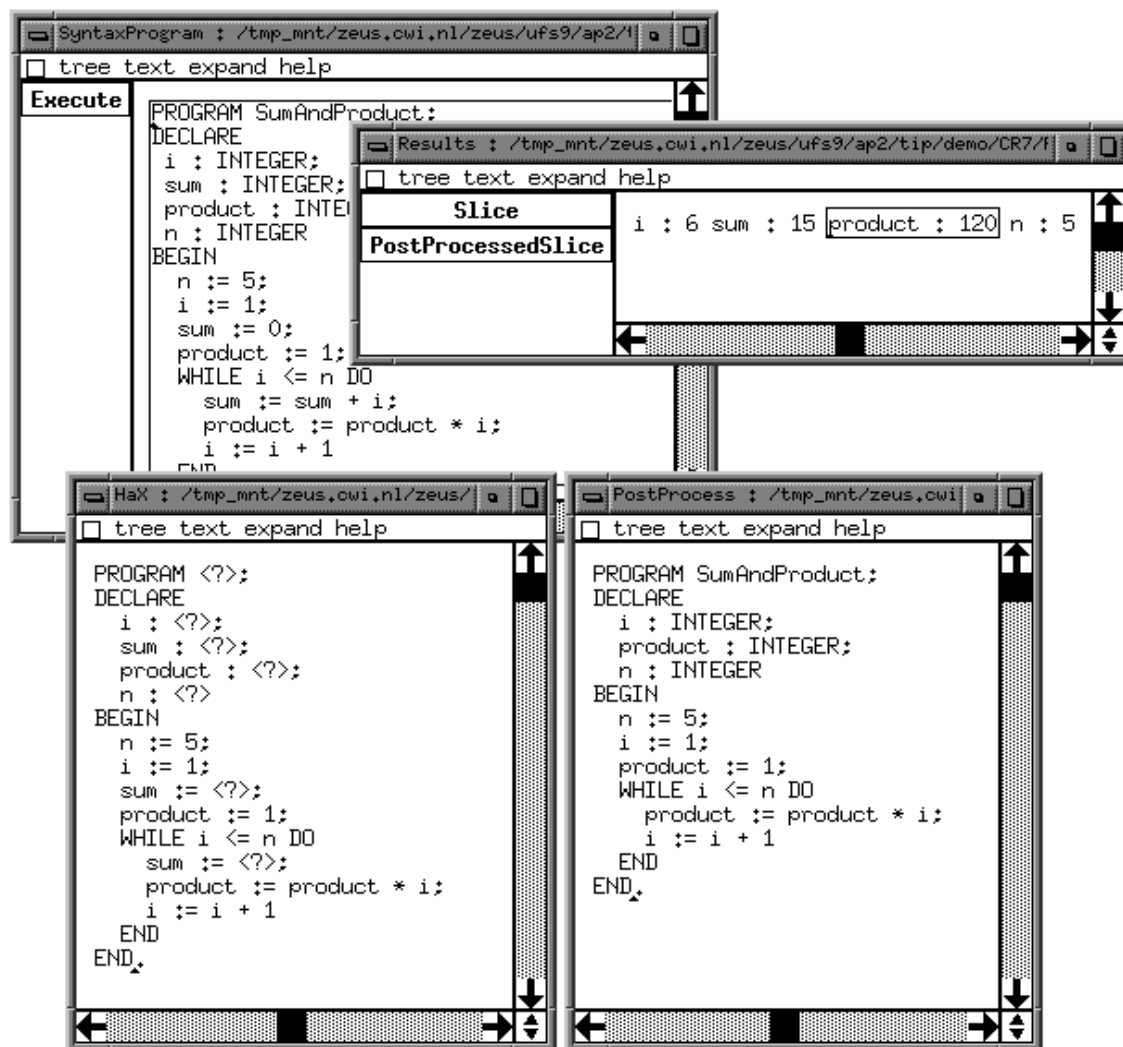 SyntaxProgram : /tmp_mnt/zeus.cwi.nl/zeus/ufs9/ap2/
tree text expand help
Execute
PROGRAM SumAndProduct;
DECLARE
i : INTEGER;
sum : INTEGER;
product :
n : INTEGER
BEGIN
n := 5;
i := 1;
sum := 0;
product := 1;
WHILE i <= n DO
sum := sum + i;
product := product * i;
i := i + 1
END
Results : /tmp_mnt/zeus.cwi.nl/zeus/ufs9/ap2/tip/demo/CR7/
tree text expand help
Slice
PostProcessedSlice
i : 6 sum : 15 product : 120 n : 5
HaX : /tmp_mnt/zeus.cwi.nl/zeus/
tree text expand help
PROGRAM <?>;
DECLARE
i : <?>;
sum : <?>;
product : <?>;
n : <?>
BEGIN
n := 5;
i := 1;
sum := <?>;
product := 1;
WHILE i <= n DO
sum := <?>;
product := product * i;
i := i + 1
END
END.
PostProcess : /tmp_mnt/zeus.cwi
tree text expand help
PROGRAM SumAndProduct;
DECLARE
i : INTEGER;
product : INTEGER;
n : INTEGER
BEGIN
n := 5;
i := 1;
product := 1;
WHILE i <= n DO
product := product * i;
i := i + 1
END
END.